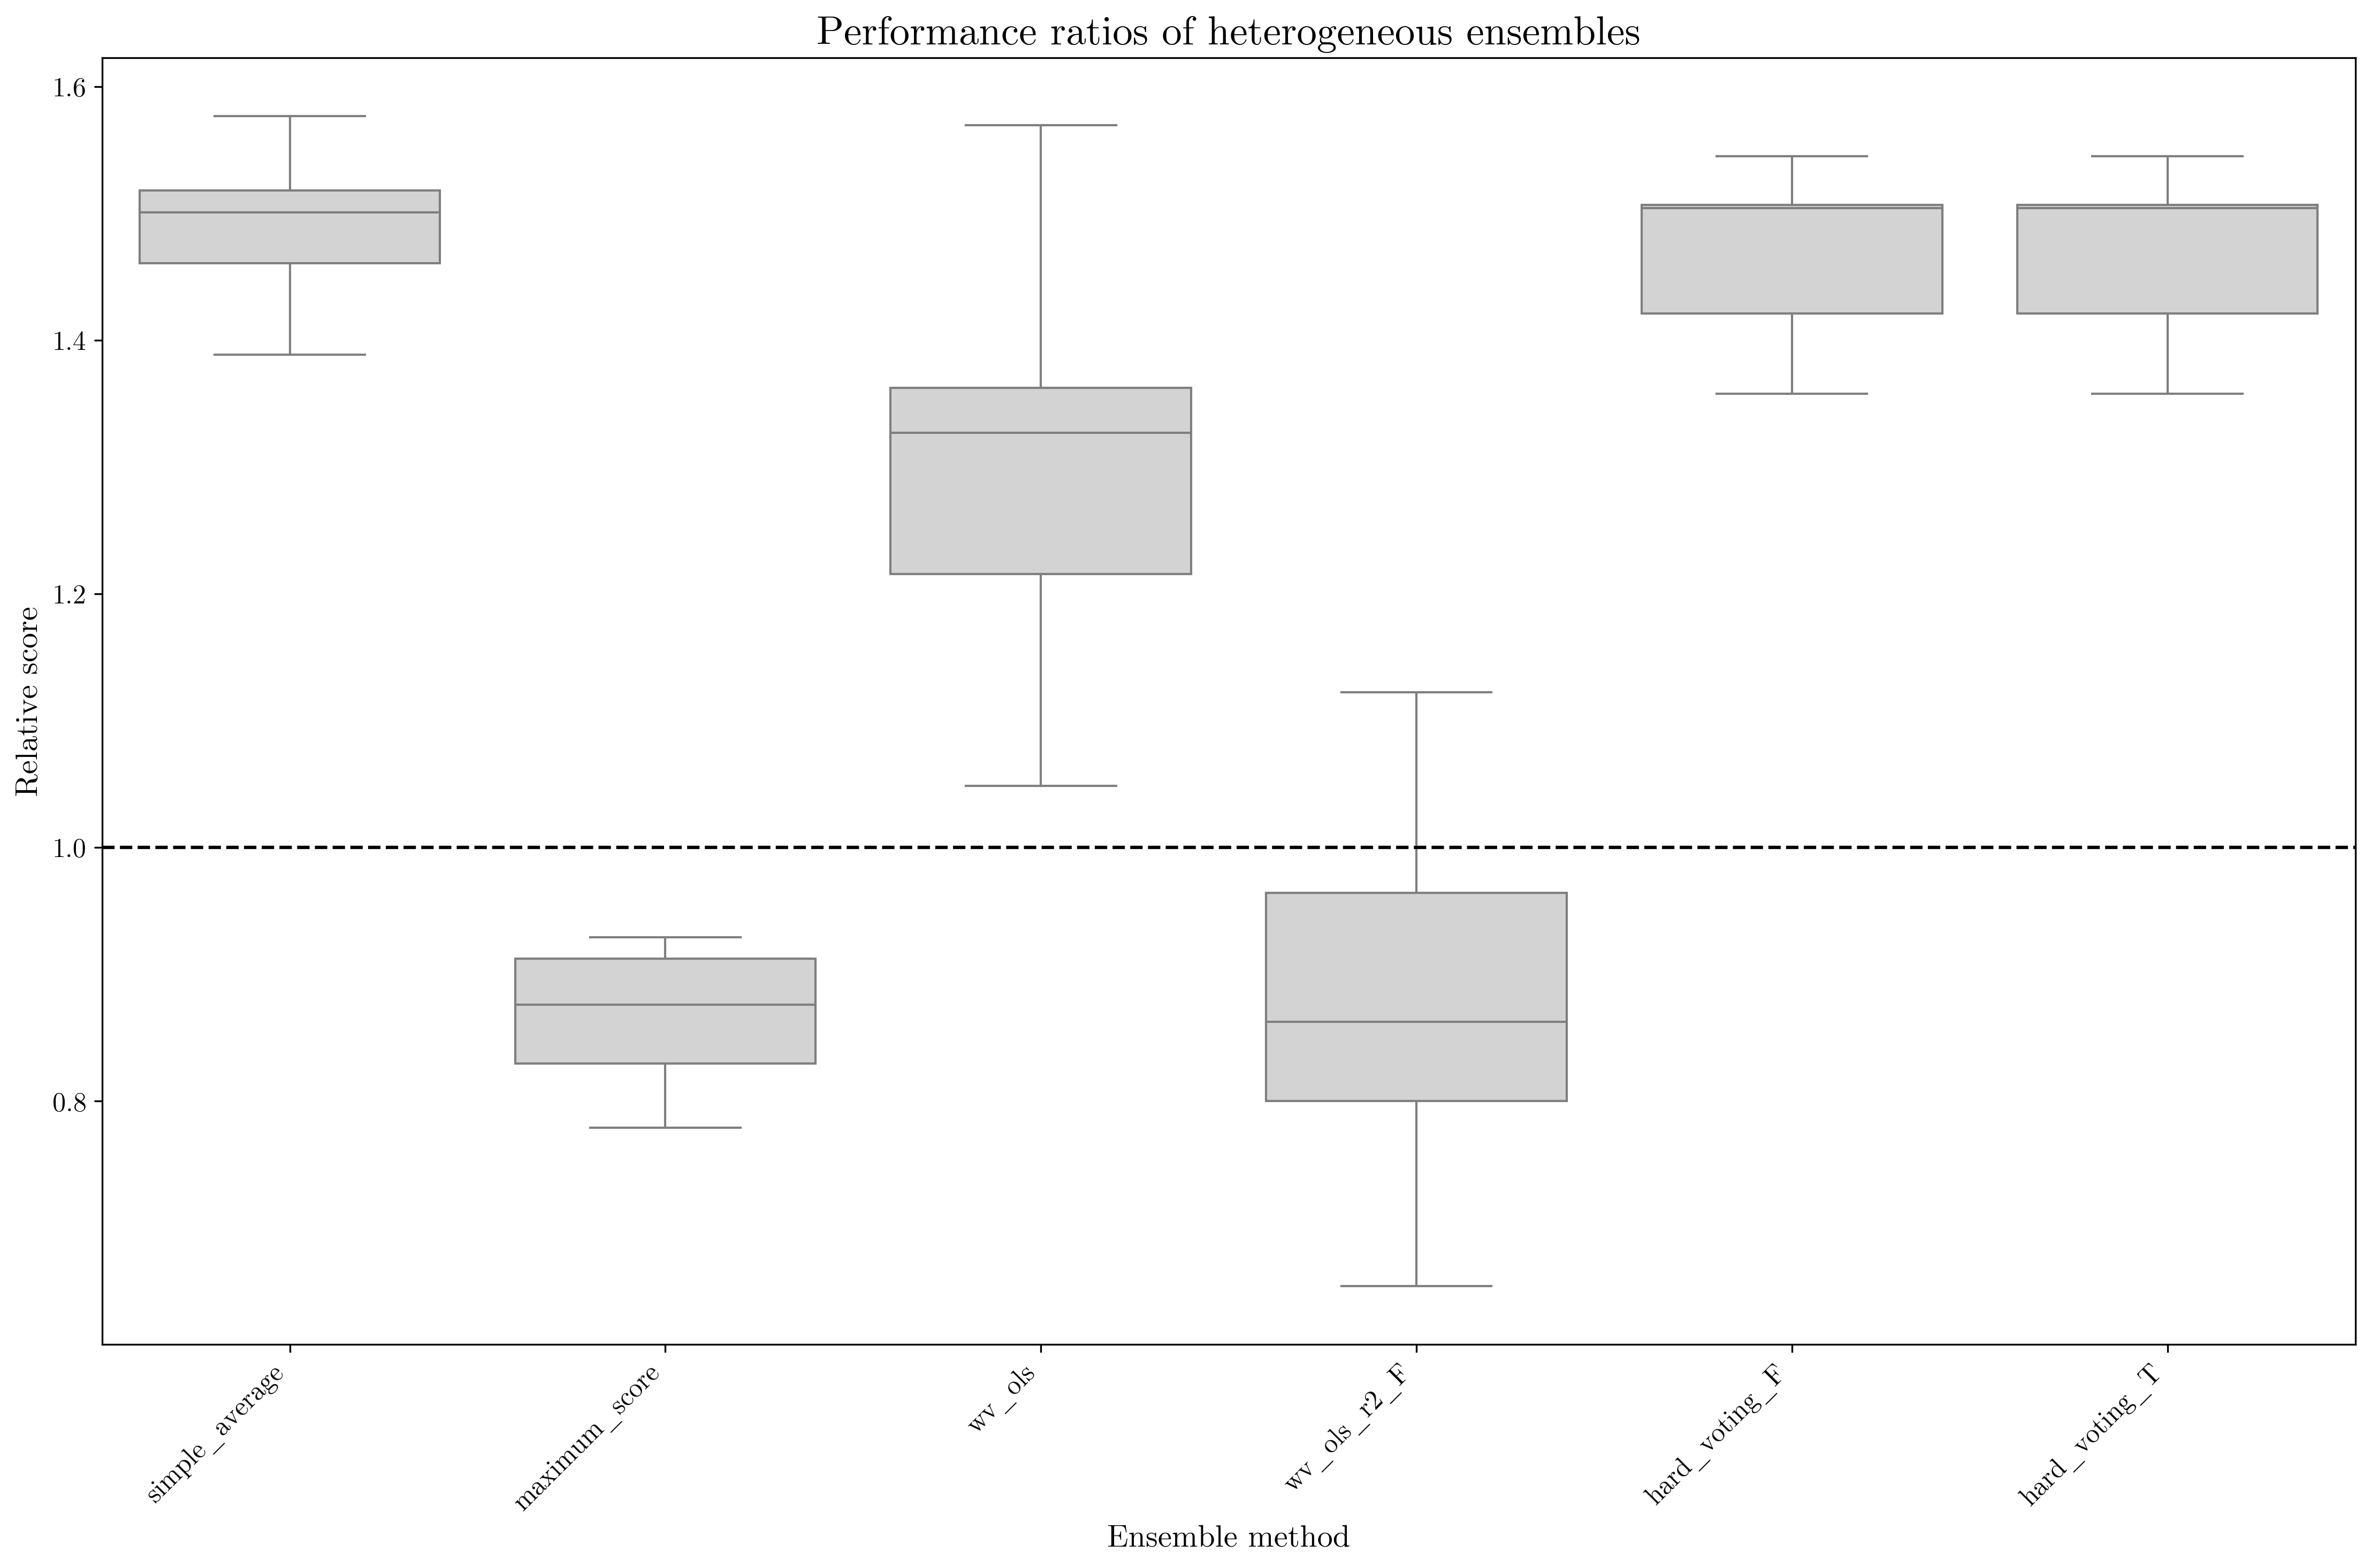 Performance ratios of heterogeneous ensembles
Relative score
1.6
1.4
1.2
1.0
0.8
simple_average
maximum_score
wv_ols
wv_ols_r2_F
hard_voting_F
hard_voting_T
Ensemble method